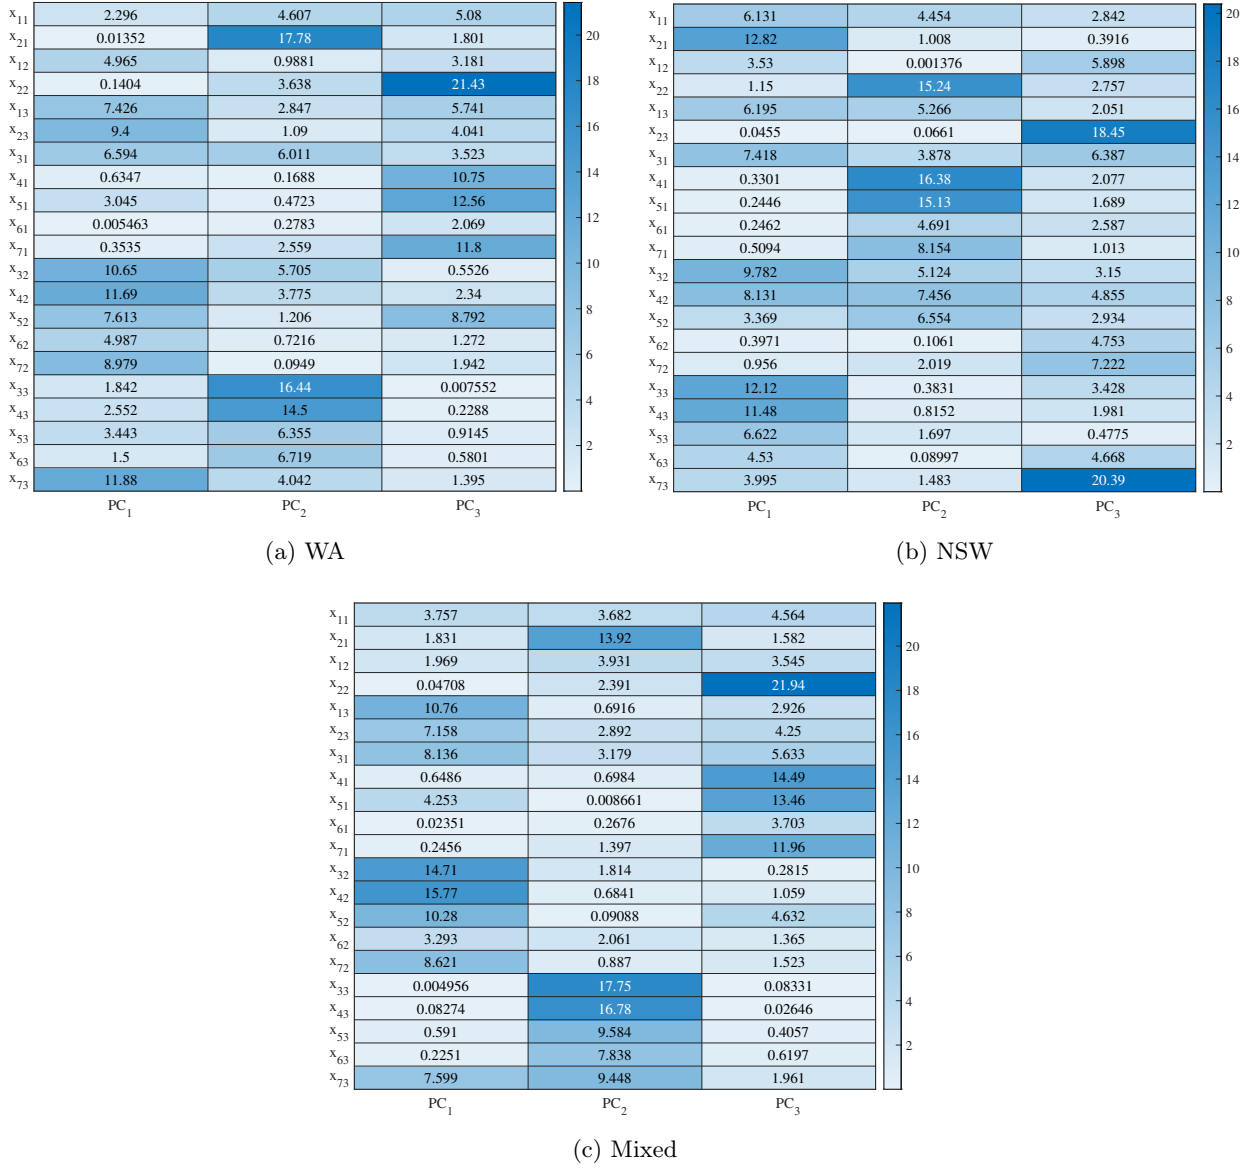 x11 2.296 4.607 5.08
x21 0.01352 17.78 1.801
x12 4.965 0.9881 3.181
x22 0.1404 3.638 21.43
x13 7.426 2.847 5.741
x23 9.4 1.09 4.041
x31 6.594 6.011 3.523
x41 0.6347 0.1688 10.75
x51 3.045 0.4723 12.56
x61 0.005463 0.2783 2.069
x71 0.3535 2.559 11.8
x32 10.65 5.705 0.5526
x42 11.69 3.775 2.34
x52 7.613 1.206 8.792
x62 4.987 0.7216 1.272
x72 8.979 0.0949 1.942
x33 1.842 16.44 0.007552
x43 2.552 14.5 0.2288
x53 3.443 6.355 0.9145
x63 1.5 6.719 0.5801
x73 11.88 4.042 1.395
PC1 PC2 PC3
20
18
16
14
12
10
8
6
4
2
(a) WA
x11 6.131 4.454 2.842
x21 12.82 1.008 0.3916
x12 3.53 0.001376 5.898
x22 1.15 15.24 2.757
x13 6.195 5.266 2.051
x23 0.0455 0.0661 18.45
x31 7.418 3.878 6.387
x41 0.3301 16.38 2.077
x51 0.2446 15.13 1.689
x61 0.2462 4.691 2.587
x71 0.5094 8.154 1.013
x32 9.782 5.124 3.15
x42 8.131 7.456 4.855
x52 3.369 6.554 2.934
x62 0.3971 0.1061 4.753
x72 0.956 2.019 7.222
x33 12.12 0.3831 3.428
x43 11.48 0.8152 1.981
x53 6.622 1.697 0.4775
x63 4.53 0.08997 4.668
x73 3.995 1.483 20.39
PC1 PC2 PC3
20
18
16
14
12
10
8
6
4
2
(b) NSW
x11 3.757 3.682 4.564
x21 1.831 13.92 1.582
x12 1.969 3.931 3.545
x22 0.04708 2.391 21.94
x13 10.76 0.6916 2.926
x23 7.158 2.892 4.25
x31 8.136 3.179 5.633
x41 0.6486 0.6984 14.49
x51 4.253 0.008661 13.46
x61 0.02351 0.2676 3.703
x71 0.2456 1.397 11.96
x32 14.71 1.814 0.2815
x42 15.77 0.6841 1.059
x52 10.28 0.09088 4.632
x62 3.293 2.061 1.365
x72 8.621 0.887 1.523
x33 0.004956 17.75 0.08331
x43 0.08274 16.78 0.02646
x53 0.591 9.584 0.4057
x63 0.2251 7.838 0.6197
x73 7.599 9.448 1.961
PC1 PC2 PC3
20
18
16
14
12
10
8
6
4
2
(c) Mixed